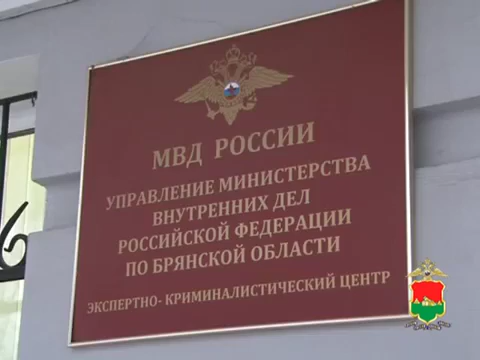 МВД РОССИИ
УПРАВЛЕНИЕ МИНИСТЕРСТВА
ВНУТРЕННИХ ДЕЛ
РОССИЙСКОЙ ФЕДЕРАЦИИ
ПО БРЯНСКОЙ ОБЛАСТИ
ЭКСПЕРТНО- КРИМИНАЛИСТИЧЕСКИЙ ЦЕНТР